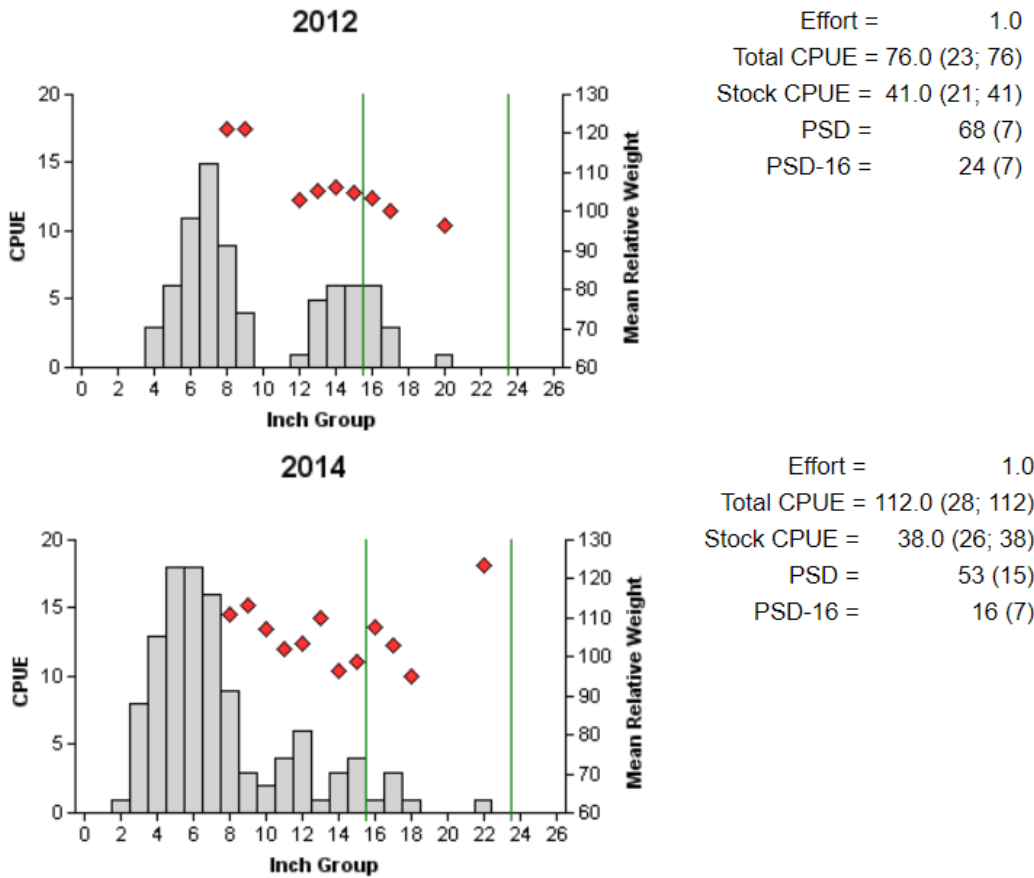 2012
Effort = 1.0
Total CPUE = 76.0 (23; 76)
Stock CPUE = 41.0 (21; 41)
PSD = 68 (7)
PSD-16 = 24 (7)
20 130
120
15
110
10 100
90
5 80
70
0 60
CPUE
Mean Relative Weight
0 2 4 6 8 10 12 14 16 18 20 22 24 26
Inch Group
2014
Effort = 1.0
Total CPUE = 112.0 (28; 112)
Stock CPUE = 38.0 (26; 38)
PSD = 53 (15)
PSD-16 = 16 (7)
20 130
120
15
110
10 100
90
5 80
70
0 60
CPUE
Mean Relative Weight
0 2 4 6 8 10 12 14 16 18 20 22 24 26
Inch Group